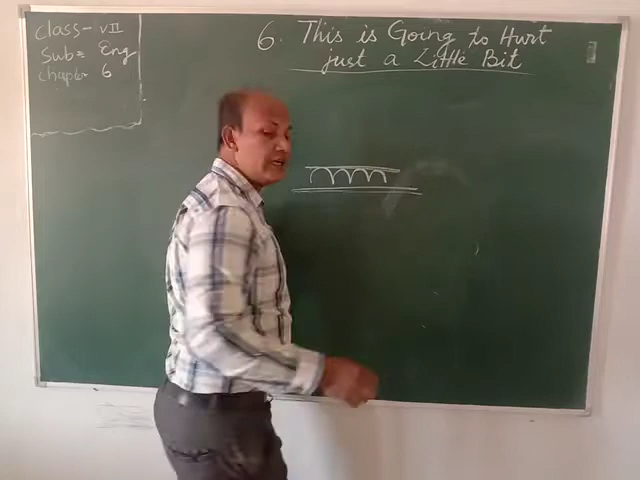 Class- VII
Sub= Eng
Chapter 6
6. This is Going to Hurt
just a Little Bit